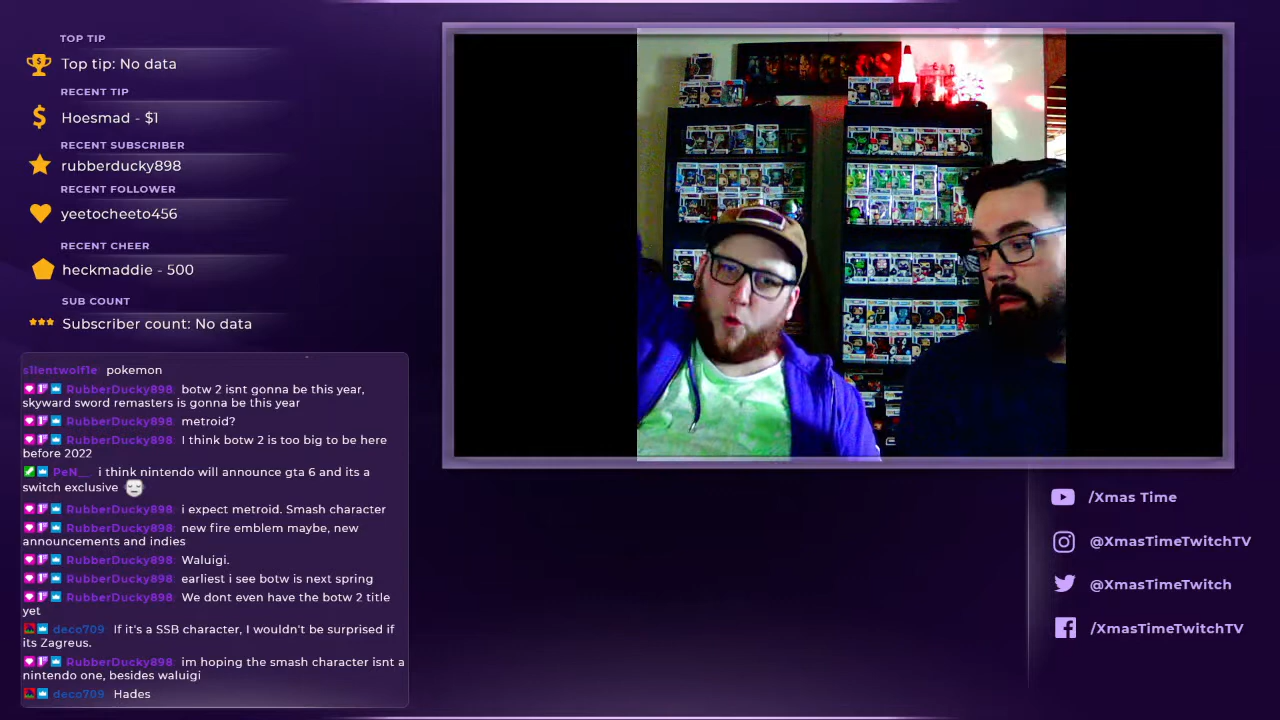 TOP TIP
Top tip: No data
RECENT TIP
Hoesmad - $1
RECENT SUBSCRIBER
rubberducky898
RECENT FOLLOWER
yeetocheeto456
RECENT CHEER
heckmaddie - 500
SUB COUNT
Subscriber count: No data
s1lentwolf1e pokemon
RubberDucky898: botw 2 isnt gonna be this year,
skyward sword remasters is gonna be this year
RubberDucky898: metroid?
RubberDucky898: I think botw 2 is too big to be here
before 2022
PeN__: i think nintendo will announce gta 6 and its a
switch exclusive
RubberDucky898: i expect metroid. Smash character
RubberDucky898: new fire emblem maybe, new
announcements and indies
RubberDucky898: Waluigi.
RubberDucky898: earliest i see botw is next spring
RubberDucky898: We dont even have the botw 2 title
yet
deco709 If it's a SSB character, I wouldn't be surprised if
its Zagreus.
RubberDucky898: im hoping the smash character isnt a
nintendo one, besides waluigi
deco709 Hades
/Xmas Time
@XmasTimeTwitchTV
@XmasTimeTwitch
/XmasTimeTwitchTV